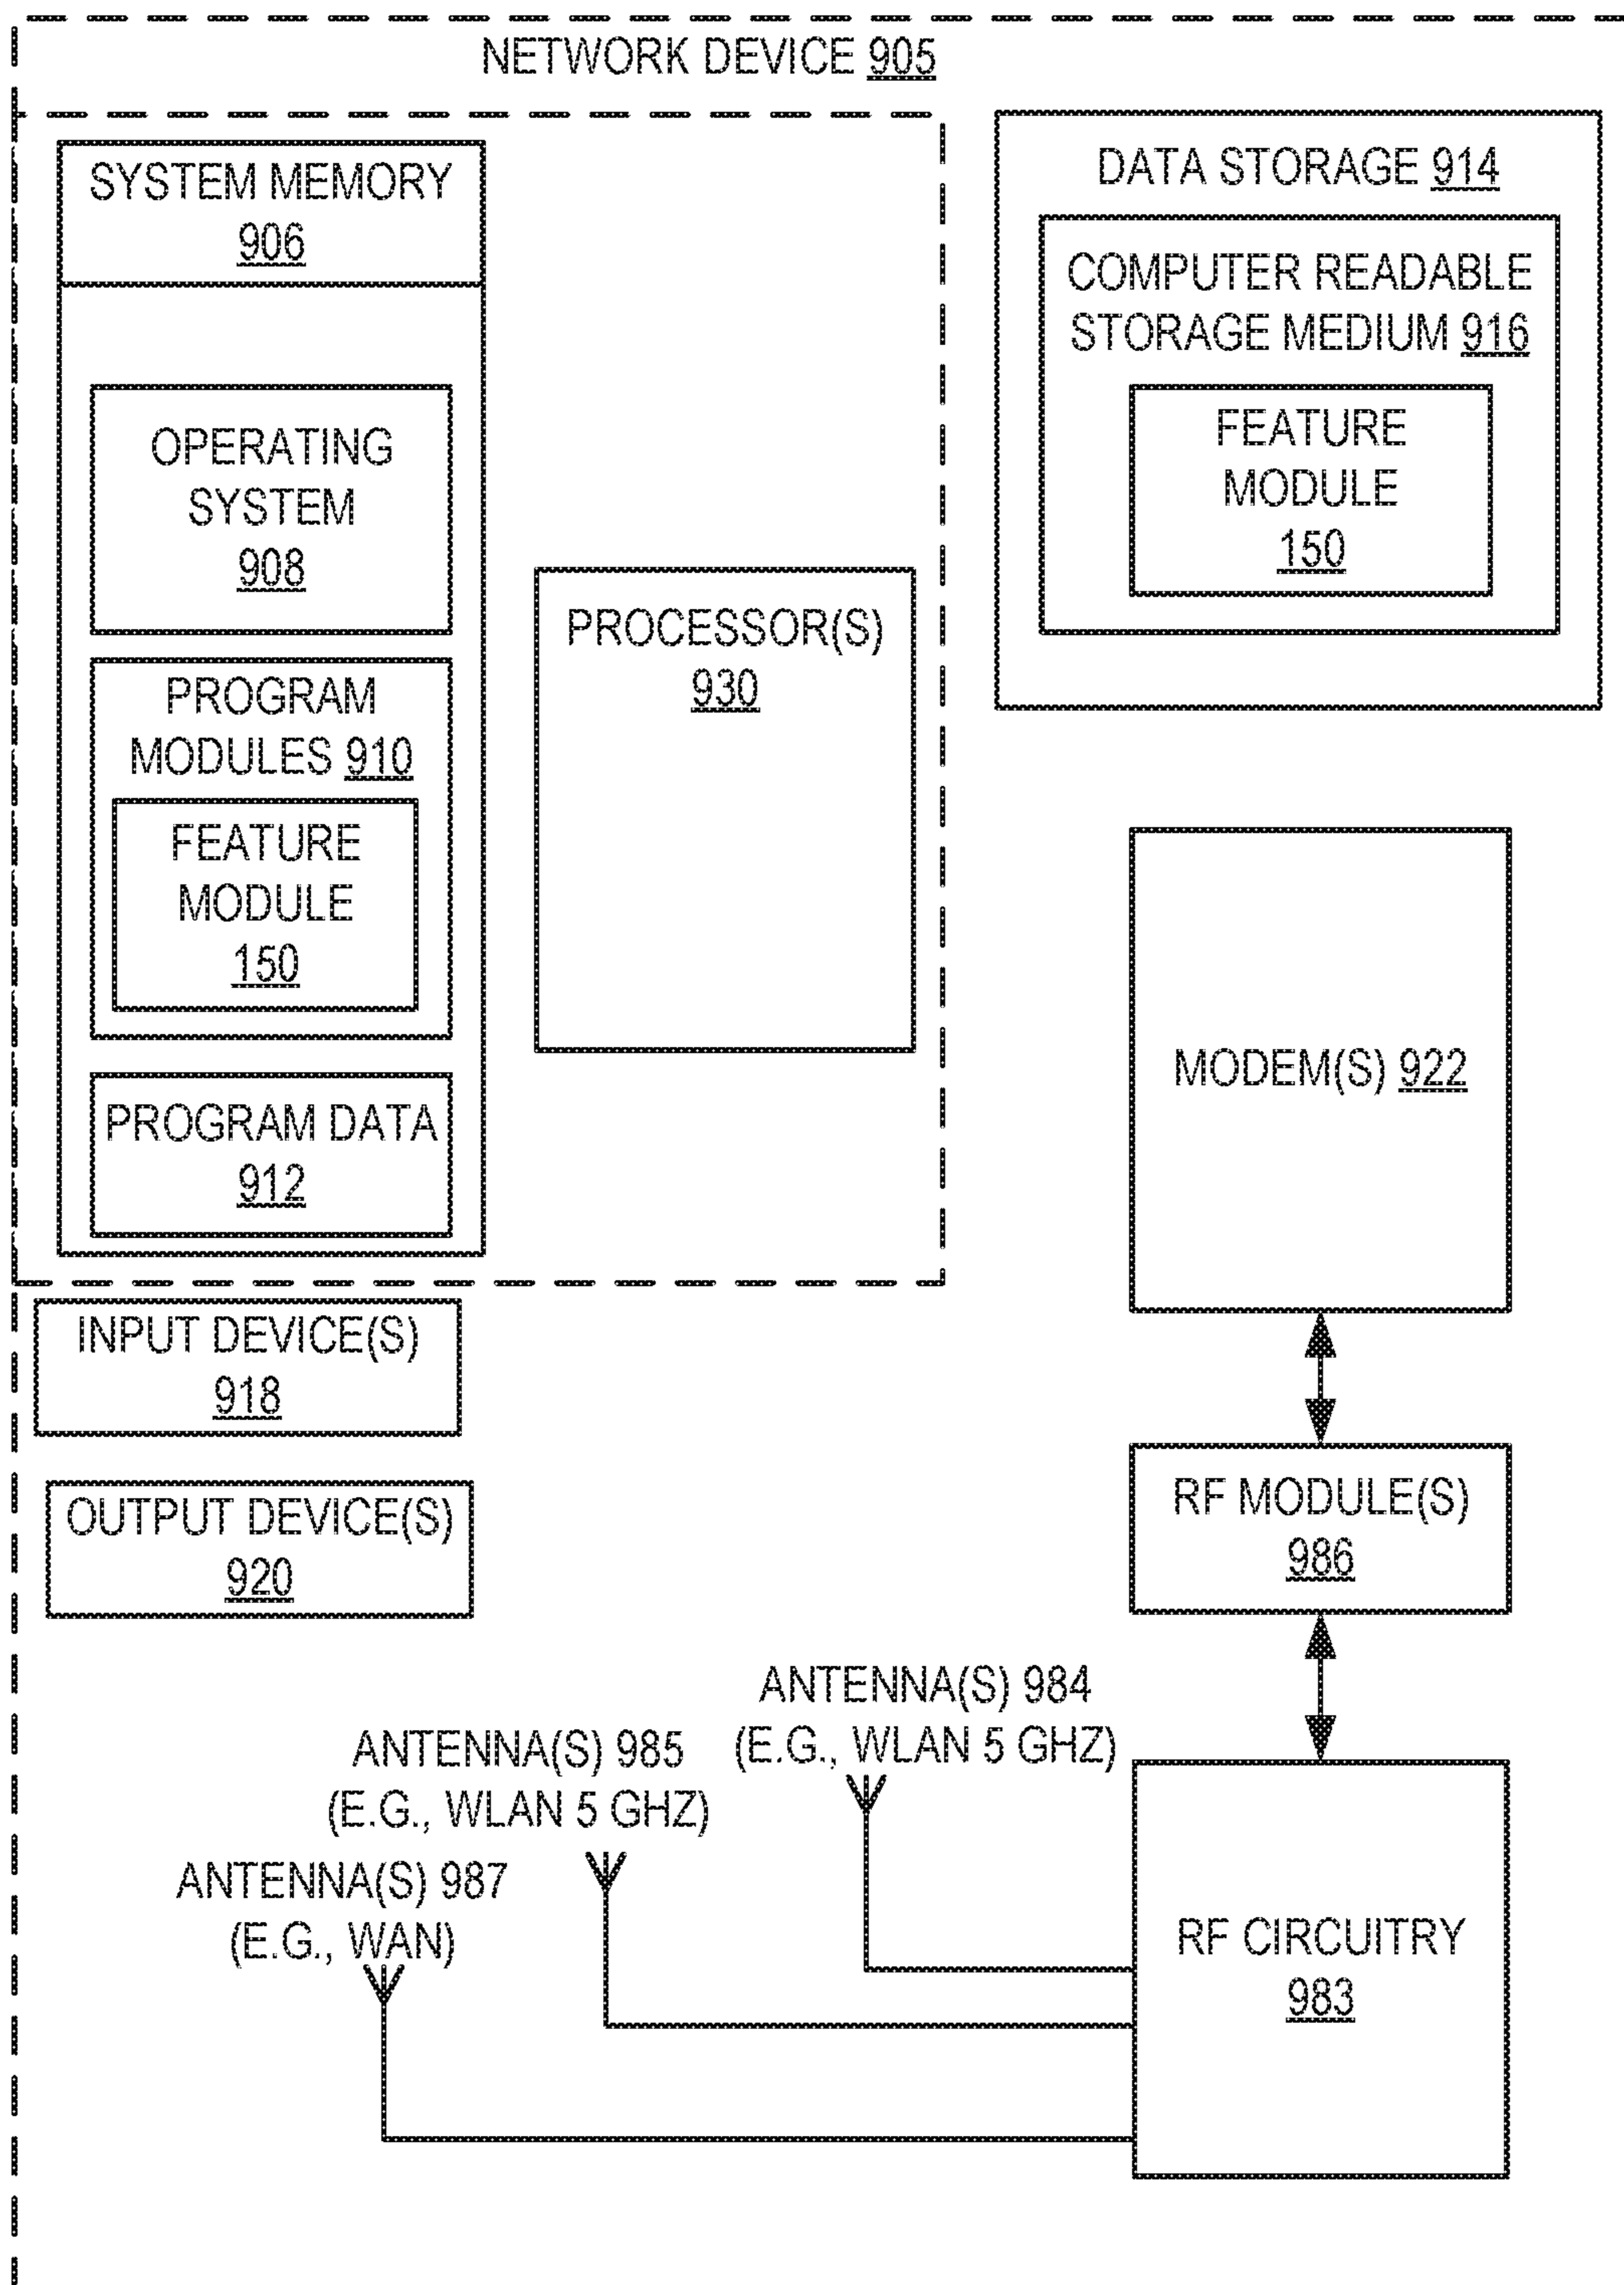 NETWORK DEVICE 905
SYSTEM MEMORY
906
OPERATING
SYSTEM
908
PROGRAM
MODULES 910
FEATURE
MODULE
150
PROGRAM DATA
912
PROCESSOR(S)
930
DATA STORAGE 914
COMPUTER READABLE
STORAGE MEDIUM 916
FEATURE
MODULE
150
MODEM(S) 922
INPUT DEVICE(S)
918
OUTPUT DEVICE(S)
920
RF MODULE(S)
986
ANTENNA(S) 984
(E.G., WLAN 5 GHZ)
ANTENNA(S) 985
(E.G., WLAN 5 GHZ)
ANTENNA(S) 987
(E.G., WAN)
RF CIRCUITRY
983